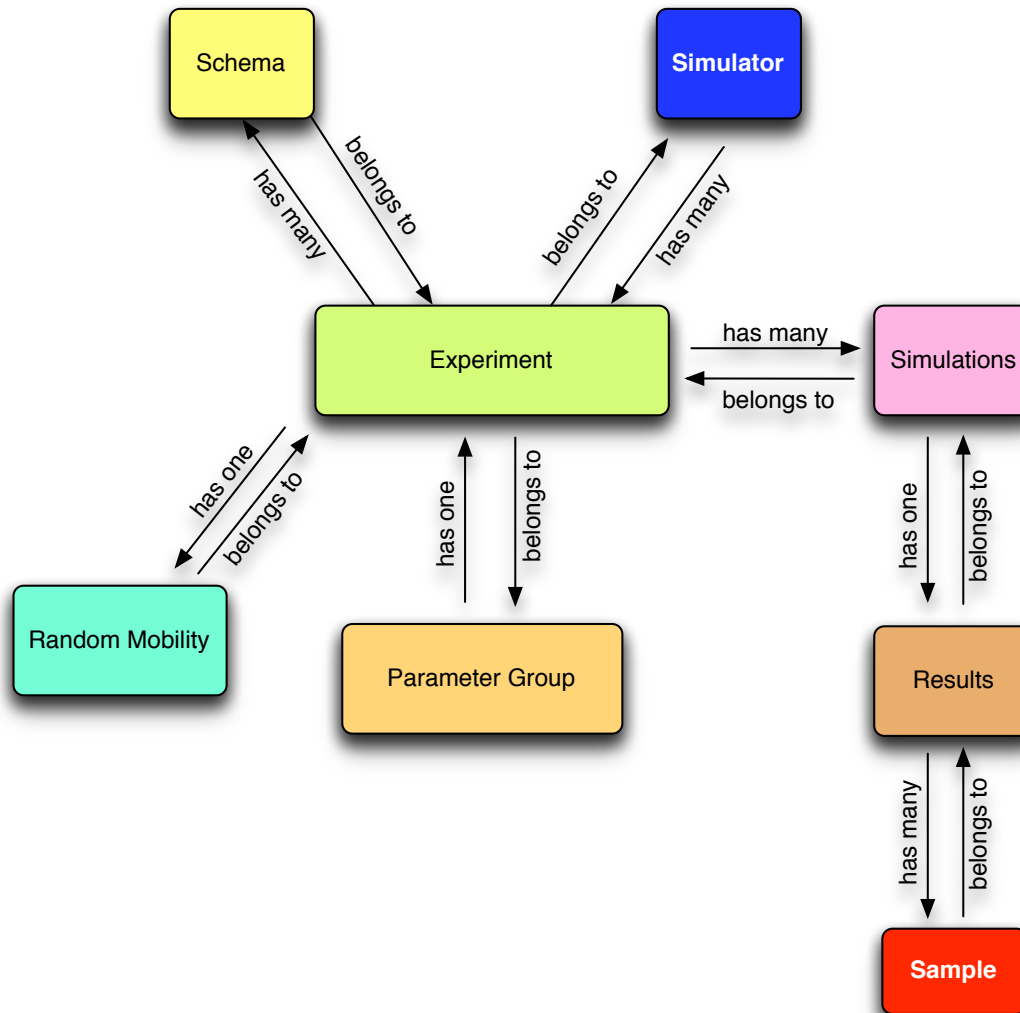 Schema
Simulator
has many
belongs to
belongs to
has many
Experiment
has many
belongs to
Simulations
has one
belongs to
has one
belongs to
has one
belongs to
Random Mobility
Parameter Group
Results
has many
belongs to
Sample